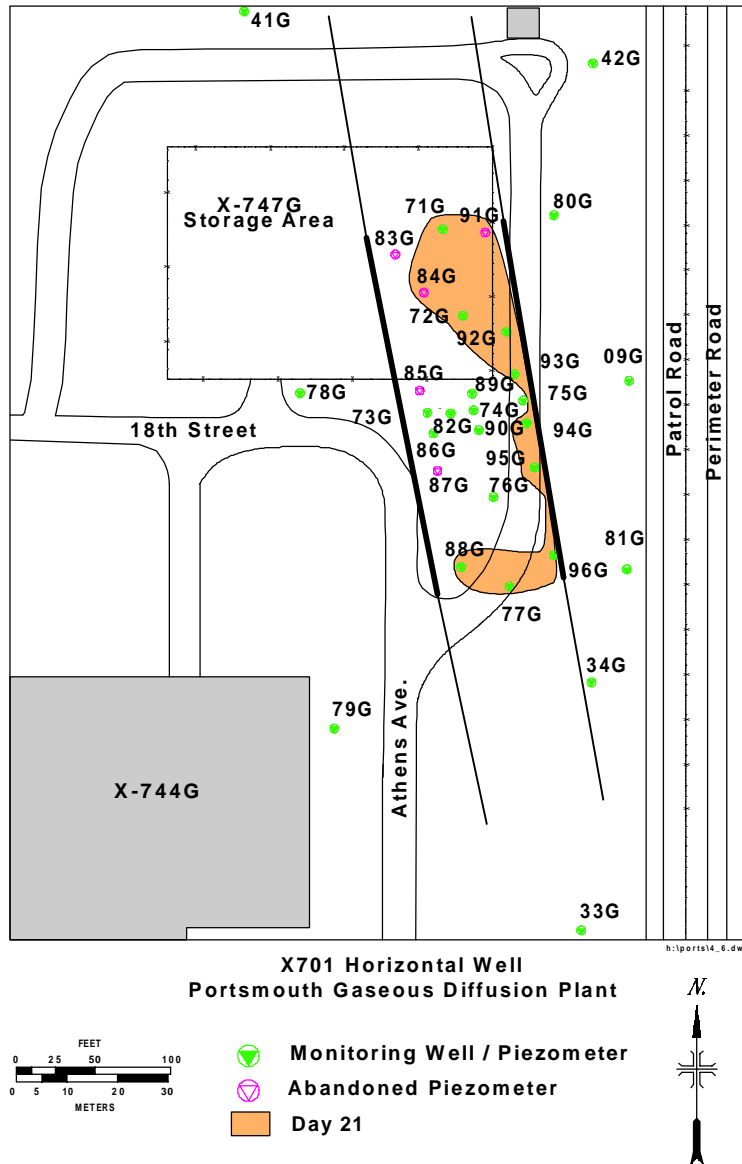 41G
42G
X-747G
Storage Area
71G
91G
80G
83G
84G
72G
92G
85G
93G
09G
78G
89G
75G
73G
74G
18th Street
82G
90G
94G
86G
95G
87G
76G
81G
88G
96G
77G
34G
79G
Athens Ave.
Patrol Road
Perimeter Road
X-744G
33G
h:\ports\4_6.dw
X701 Horizontal Well
Portsmouth Gaseous Diffusion Plant
N.
FEET
0 25 50 100
0 5 10 20 30
METERS
Monitoring Well / Piezometer
Abandoned Piezometer
Day 21